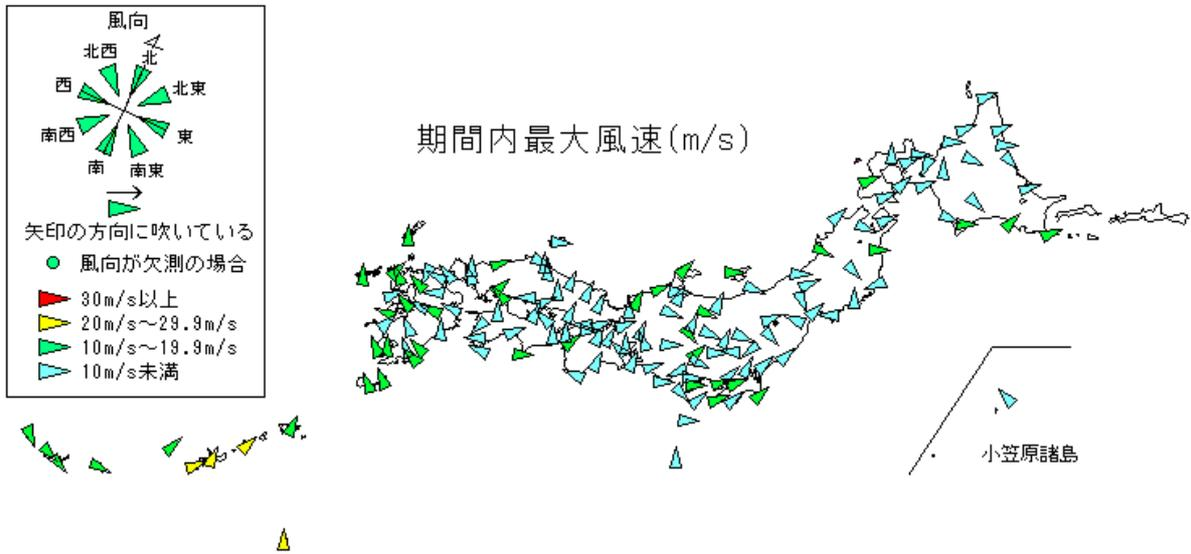 風向
北
北西
北東
西
東
南西
南
南東
矢印の方向に吹いている
風向が欠測の場合
30m/s以上
20m/s～29.9m/s
10m/s～19.9m/s
10m/s未満
期間内最大風速(m/s)
小笠原諸島